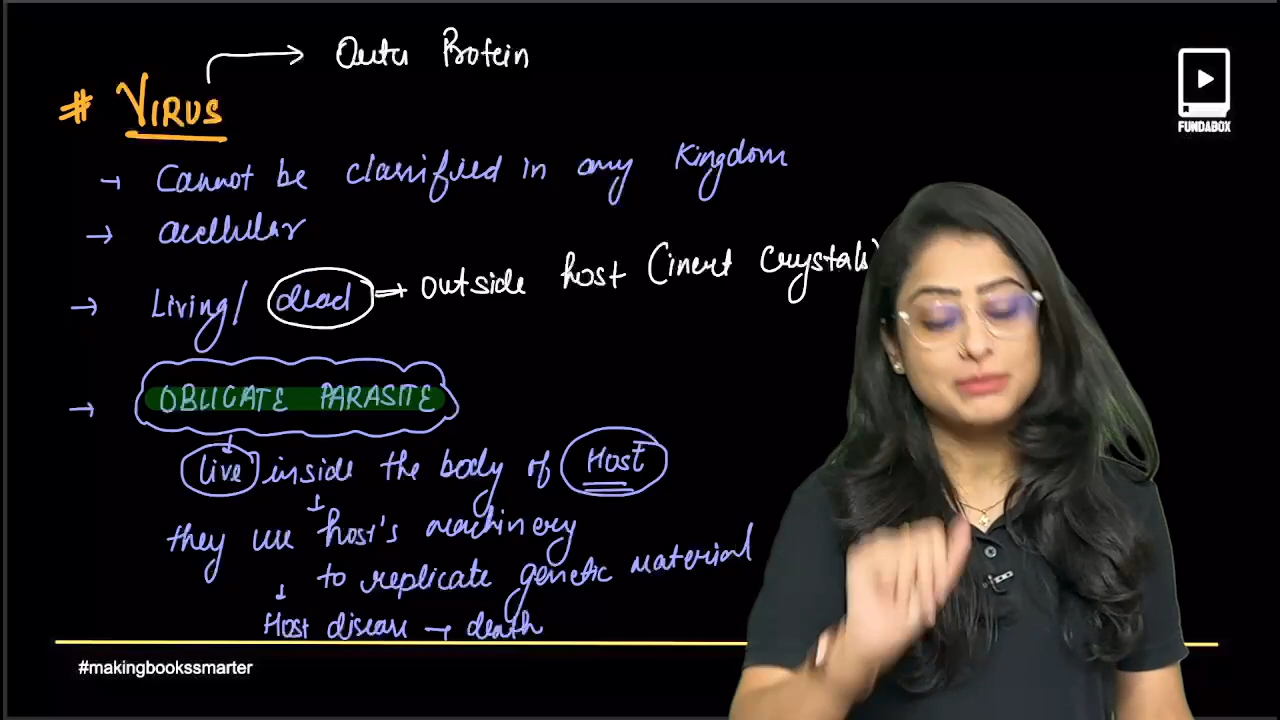 Outer Protein
# VIRUS
→ Cannot be classified in any Kingdom
→ acellular
→ Living/ dead → outside host (inert crystals)
→ OBLIGATE PARASITE
live inside the body of Host
they use host's machinery
to replicate genetic material
Host disease → death
FUNDABOX
#makingbookssmarter